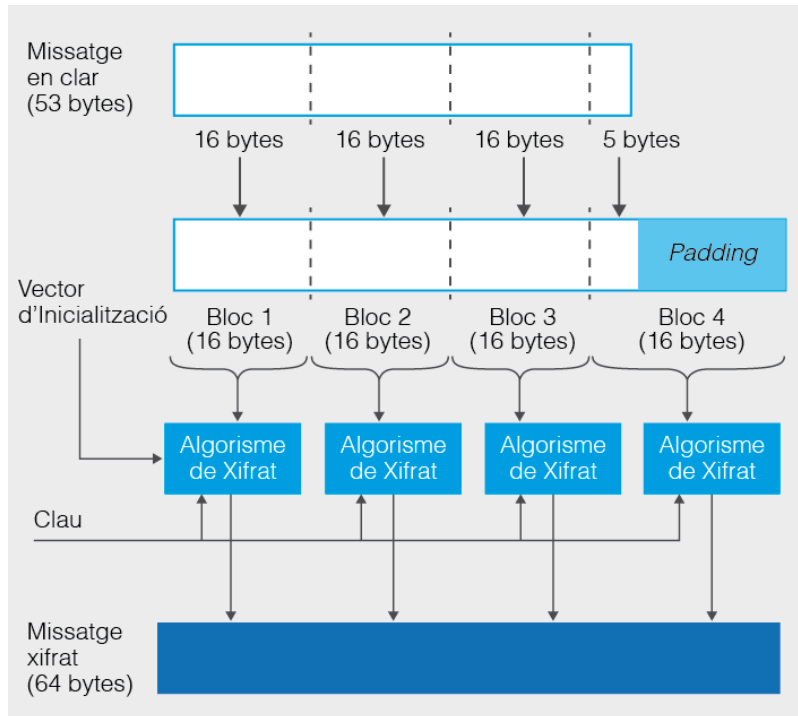 Missatge
en clar
(53 bytes)
16 bytes
16 bytes
16 bytes
5 bytes
Padding
Vector
d'Inicialització
Bloc 1
(16 bytes)
Bloc 2
(16 bytes)
Bloc 3
(16 bytes)
Bloc 4
(16 bytes)
Algorisme
de Xifrat
Algorisme
de Xifrat
Algorisme
de Xifrat
Algorisme
de Xifrat
Clau
Missatge
xifrat
(64 bytes)